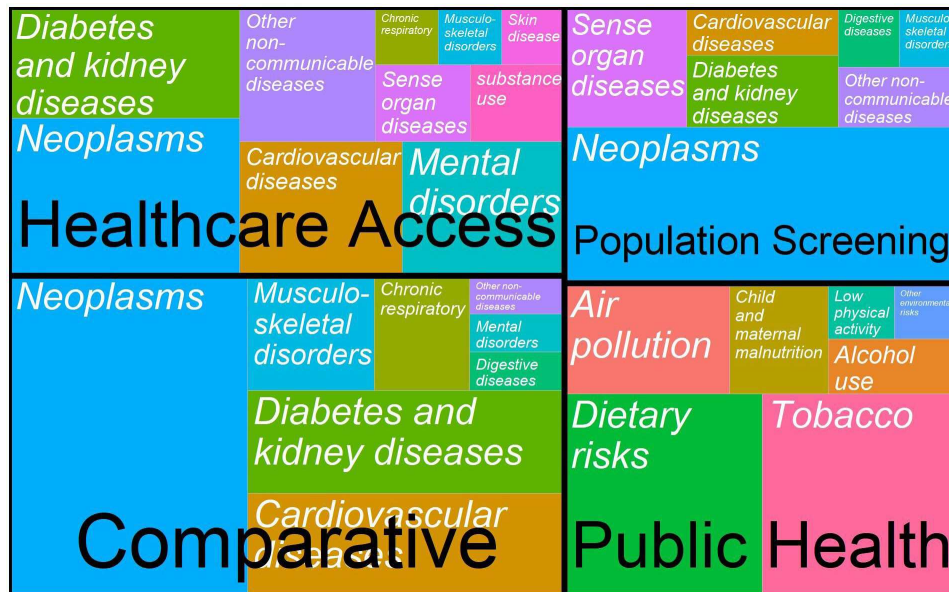 Diabetes
and kidney
diseases
Neoplasms
Other
non-
communicable
diseases
Chronic
respiratory
Musculo-
skeletal
disorders
Skin
disease
Sense
organ
diseases
substance
use
Cardiovascular
diseases
Mental
disorders
Healthcare Access
Sense
organ
diseases
Cardiovascular
diseases
Diabetes
and kidney
diseases
Digestive
diseases
Musculo
skeletal
disorder
Other non-
communicable
diseases
Neoplasms
Population Screening
Neoplasms
Musculo-
skeletal
disorders
Chronic
respiratory
Other non-
communicable
diseases
Mental
disorders
Digestive
diseases
Diabetes and
kidney diseases
Cardiovascular
diseases
Comparative
Air
pollution
Child
and
maternal
malnutrition
Low
physical
activity
Other
environmenta
risks
Alcohol
use
Dietary
risks
Tobacco
Public Health